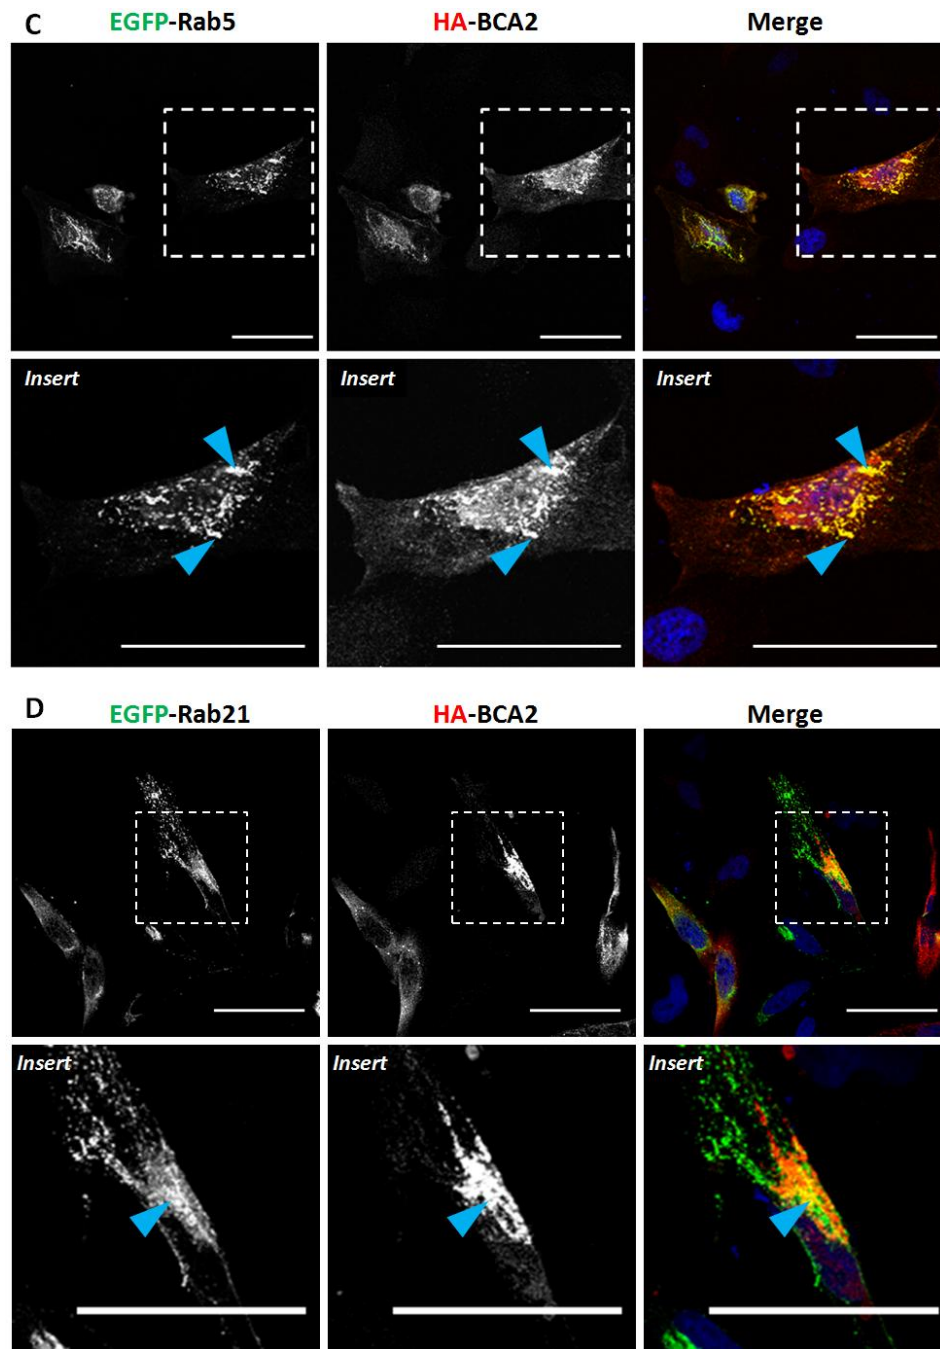 C
EGFP-Rab5 HA-BCA2 Merge
Insert Insert Insert
D
EGFP-Rab21 HA-BCA2 Merge
Insert Insert Insert